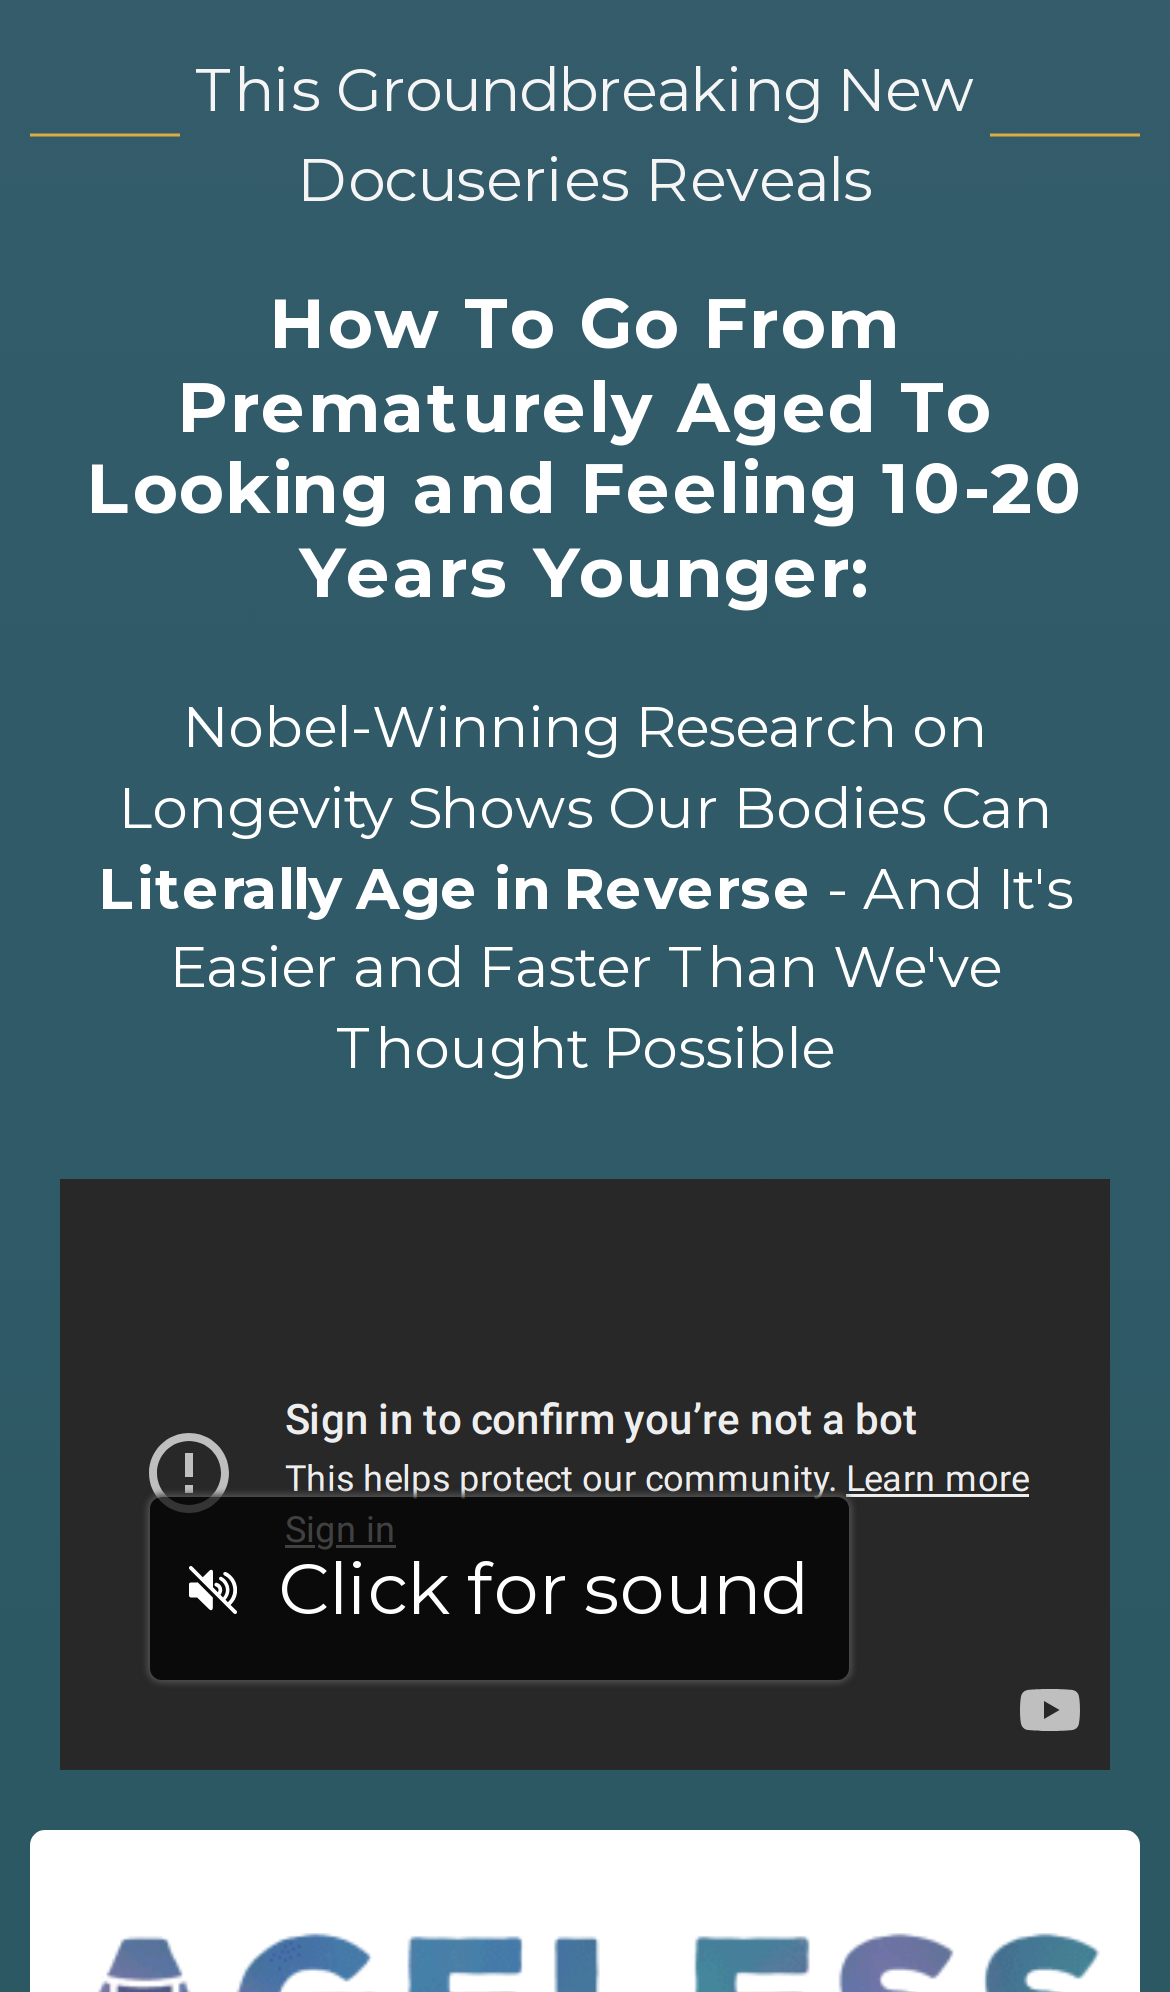 This Groundbreaking New
Docuseries Reveals
How To Go From
Prematurely Aged To
Looking and Feeling 10-20
Years Younger:
Nobel-Winning Research on
Longevity Shows Our Bodies Can
Literally Age in Reverse - And It's
Easier and Faster Than We've
Thought Possible
Sign in to confirm you’re not a bot
This helps protect our community. Learn more
Sign in
Click for sound
AGELESS